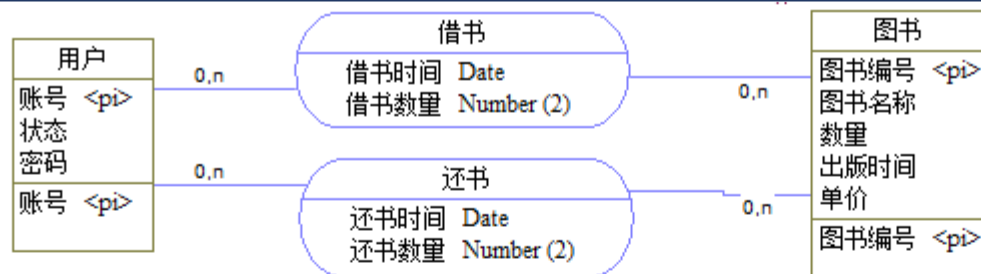 用户
账号 <pi>
状态
密码
账号 <pi>
0,n
0,n
借书
借书时间 Date
借书数量 Number (2)
还书
还书时间 Date
还书数量 Number (2)
0,n
0,n
图书
图书编号 <pi>
图书名称
数量
出版时间
单价
图书编号 <pi>